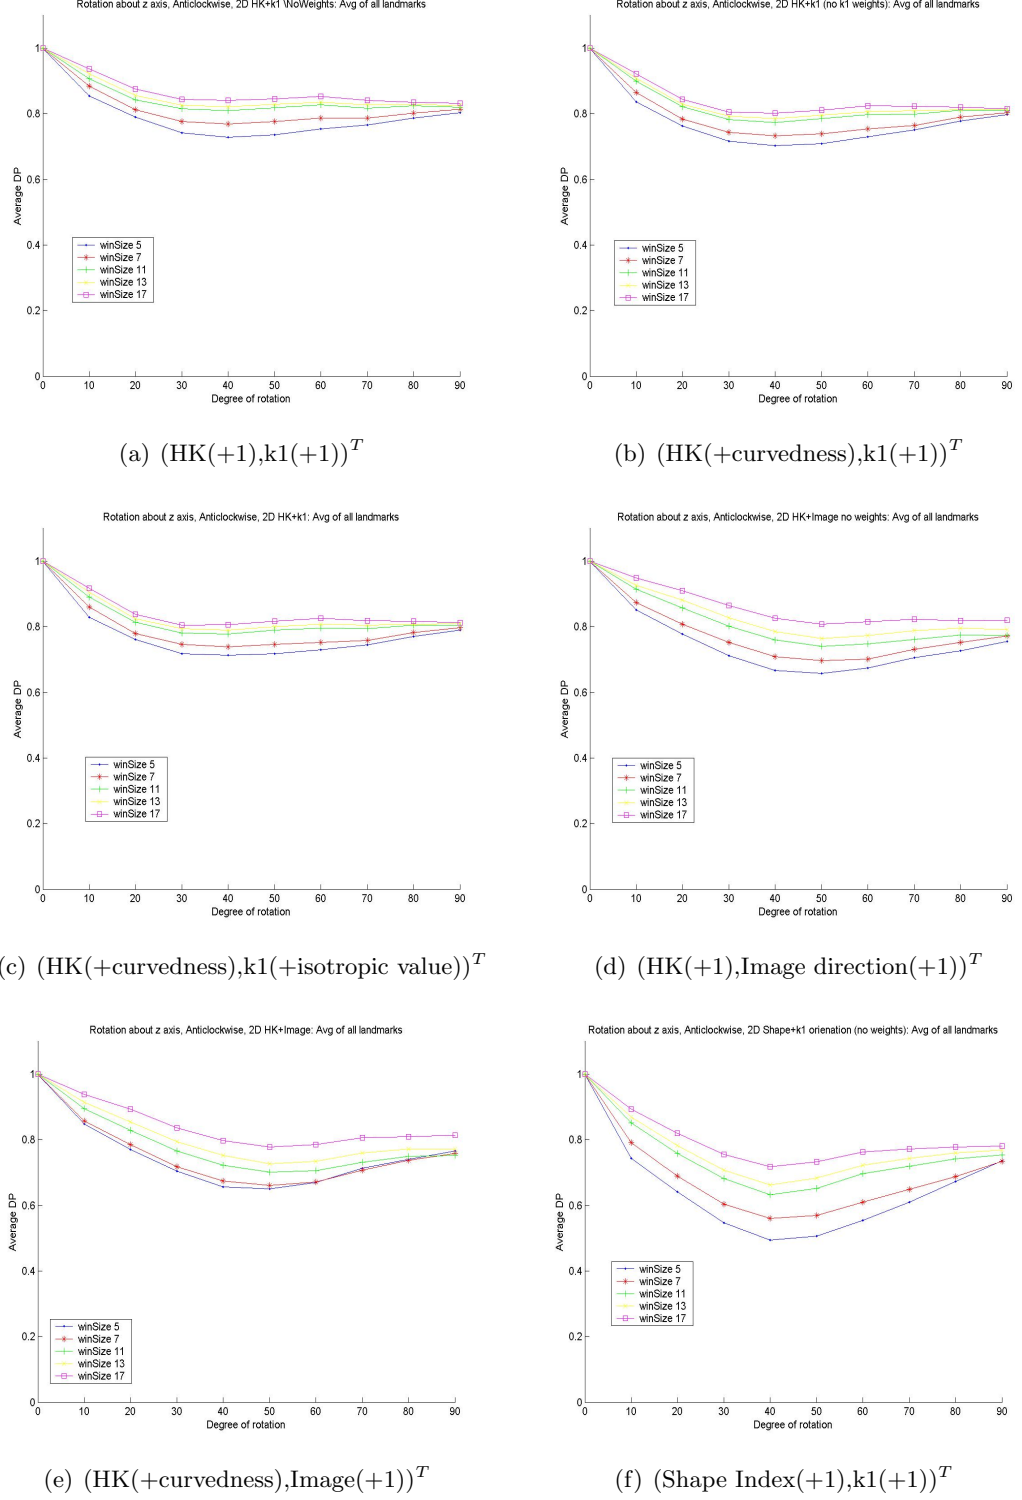 Rotation about z axis, Anticlockwise, 2D HK+k1 \NoWeights: Avg of all landmarks
1
0.8
0.6
0.4
0.2
0
Average DP
winSize 5
winSize 7
winSize 11
winSize 13
winSize 17
0 10 20 30 40 50 60 70 80 90
Degree of rotation
(a) (HK(+1),k1(+1))^T
Rotation about z axis, Anticlockwise, 2D HK+k1 (no k1 weights): Avg of all landmarks
1
0.8
0.6
0.4
0.2
0
Average DP
winSize 5
winSize 7
winSize 11
winSize 13
winSize 17
0 10 20 30 40 50 60 70 80 90
Degree of rotation
(b) (HK(+curvedness),k1(+1))^T
Rotation about z axis, Anticlockwise, 2D HK+k1: Avg of all landmarks
1
0.8
0.6
0.4
0.2
0
Average DP
winSize 5
winSize 7
winSize 11
winSize 13
winSize 17
0 10 20 30 40 50 60 70 80 90
Degree of rotation
(c) (HK(+curvedness),k1(+isotropic value))^T
Rotation about z axis, Anticlockwise, 2D HK+Image no weights: Avg of all landmarks
1
0.8
0.6
0.4
0.2
0
Average DP
winSize 5
winSize 7
winSize 11
winSize 13
winSize 17
0 10 20 30 40 50 60 70 80 90
Degree of rotation
(d) (HK(+1),Image direction(+1))^T
Rotation about z axis, Anticlockwise, 2D HK+Image: Avg of all landmarks
1
0.8
0.6
0.4
0.2
0
Average DP
winSize 5
winSize 7
winSize 11
winSize 13
winSize 17
0 10 20 30 40 50 60 70 80 90
Degree of rotation
(e) (HK(+curvedness),Image(+1))^T
Rotation about z axis, Anticlockwise, 2D Shape+k1 orienation (no weights): Avg of all landmarks
1
0.8
0.6
0.4
0.2
0
Average DP
winSize 5
winSize 7
winSize 11
winSize 13
winSize 17
0 10 20 30 40 50 60 70 80 90
Degree of rotation
(f) (Shape Index(+1),k1(+1))^T